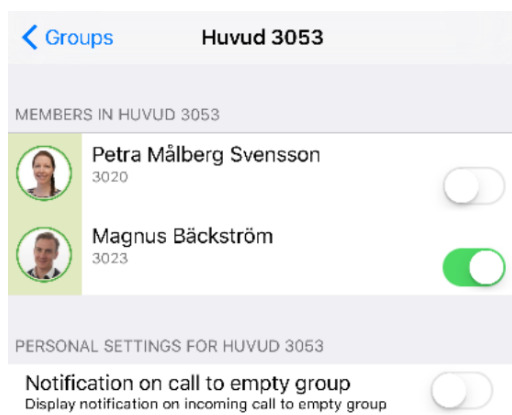 Groups
Huvud 3053
MEMBERS IN HUVUD 3053
Petra Målberg Svensson
3020
Magnus Bäckström
3023
PERSONAL SETTINGS FOR HUVUD 3053
Notification on call to empty group
Display notification on incoming call to empty group